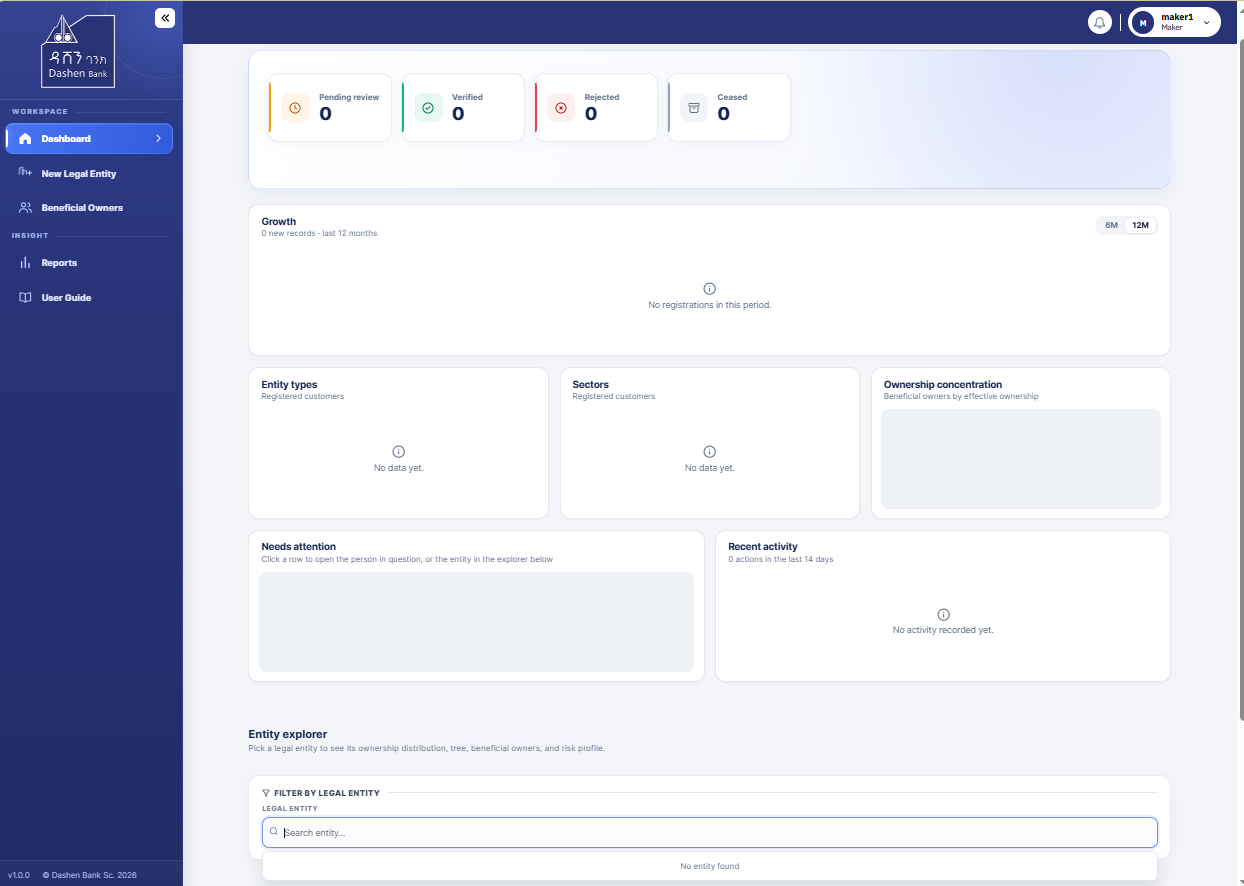 ዳሸን ባንክ
Dashen Bank
maker1
M
Maker
WORKSPACE
Dashboard
New Legal Entity
Beneficial Owners
INSIGHT
Reports
User Guide
v1.0.0 © Dashen Bank Sc. 2026
Pending review
0
Verified
0
Rejected
0
Ceased
0
Growth
0 new records · last 12 months
6M 12M
No registrations in this period.
Entity types
Registered customers
No data yet.
Sectors
Registered customers
No data yet.
Ownership concentration
Beneficial owners by effective ownership
Needs attention
Click a row to open the person in question, or the entity in the explorer below
Recent activity
0 actions in the last 14 days
No activity recorded yet.
Entity explorer
Pick a legal entity to see its ownership distribution, tree, beneficial owners, and risk profile.
FILTER BY LEGAL ENTITY
LEGAL ENTITY
Search entity...
No entity found